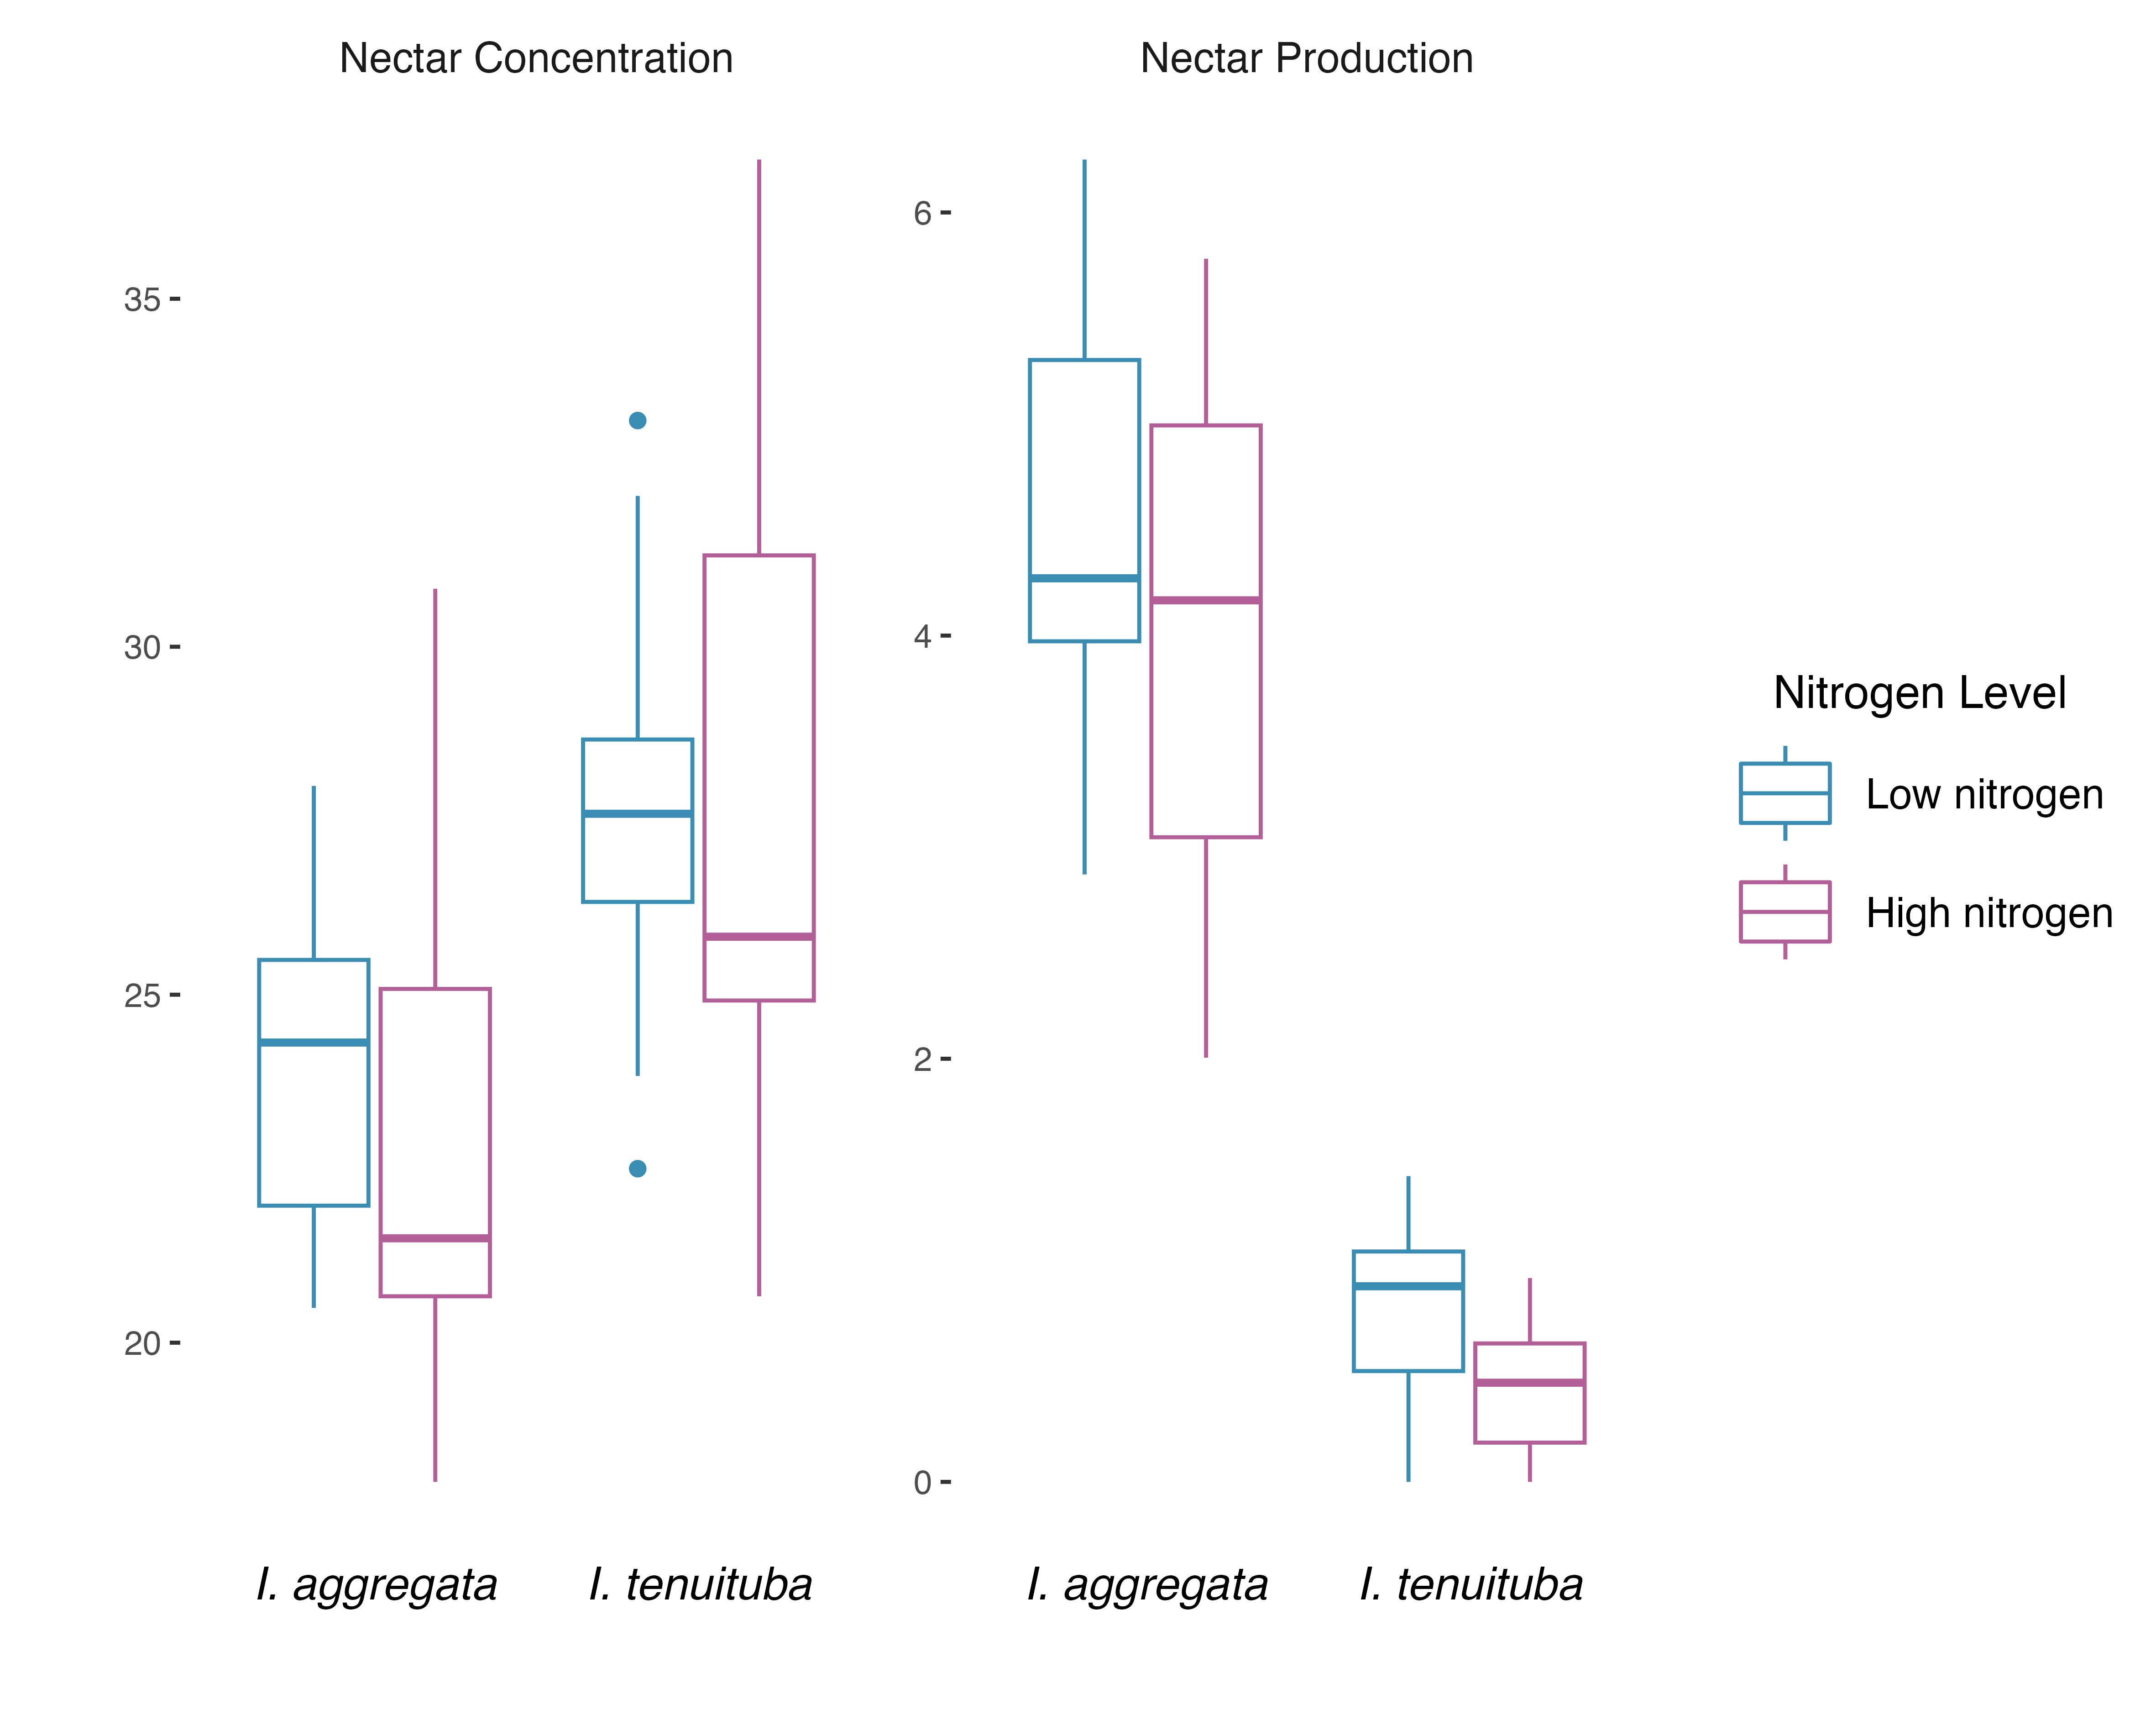 Nectar Concentration
Nectar Production
35
30
25
20
6
4
2
0
I. aggregata
I. tenuituba
I. aggregata
I. tenuituba
Nitrogen Level
Low nitrogen
High nitrogen